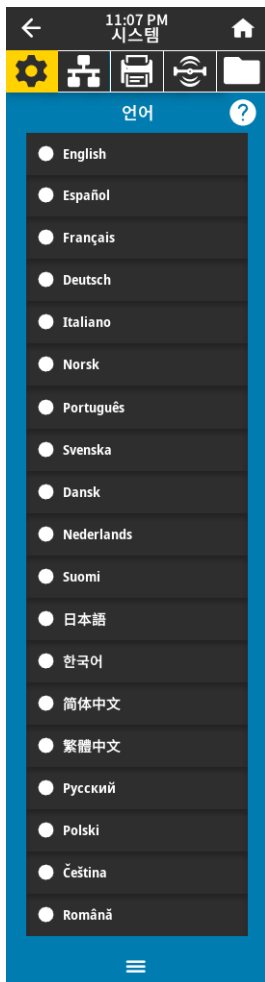 11:07 PM
시스템
언어
?
English
Español
Français
Deutsch
Italiano
Norsk
Português
Svenska
Dansk
Nederlands
Suomi
日本語
한국어
简体中文
繁體中文
Русский
Polski
Čeština
Română